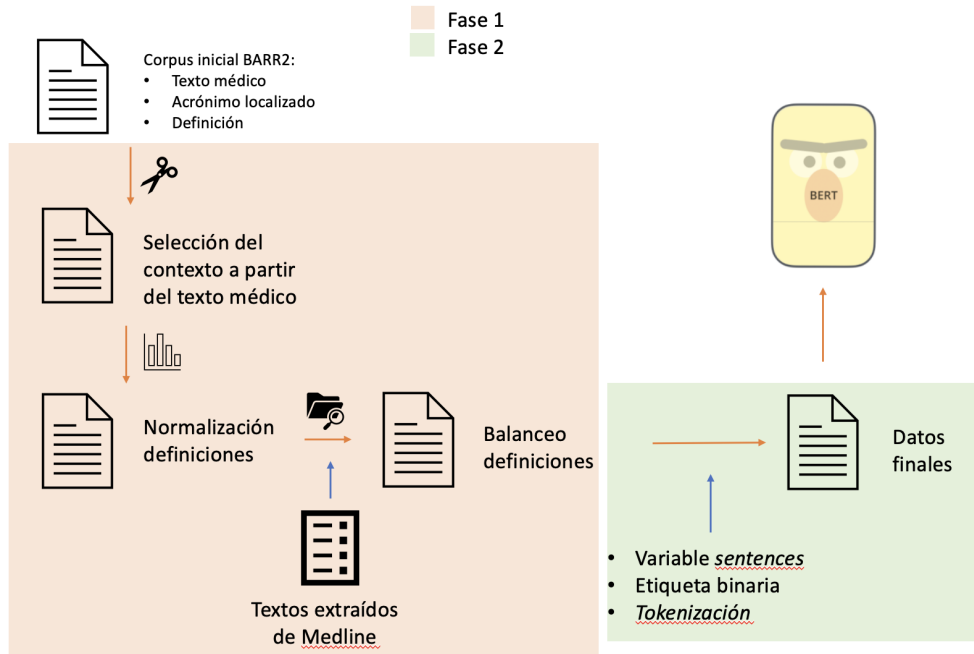 Fase 1
Fase 2
Corpus inicial BARR2:
• Texto médico
• Acrónimo localizado
• Definición
Selección del
contexto a partir
del texto médico
Normalización
definiciones
Balanceo
definiciones
Textos extraídos
de Medline
• Variable sentences
• Etiqueta binaria
• Tokenización
Datos
finales
BERT